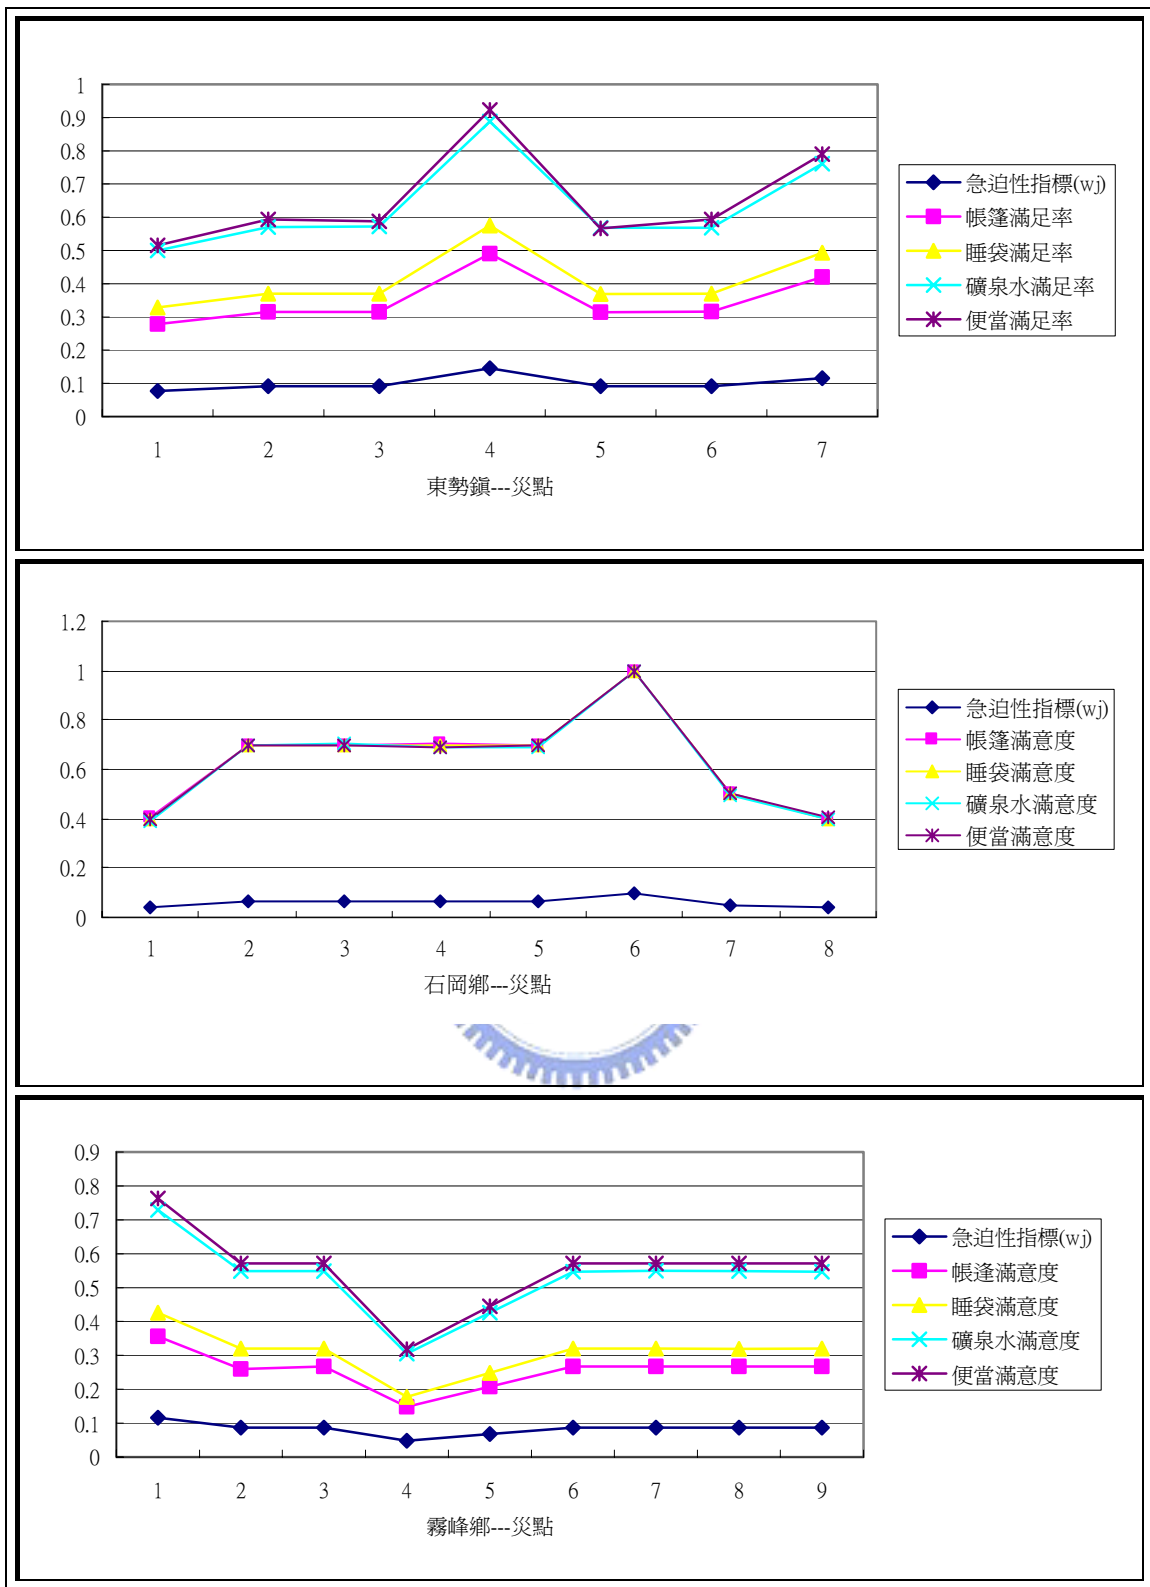 1
0.9
0.8
0.7
0.6
0.5
0.4
0.3
0.2
0.1
0
1 2 3 4 5 6 7
東勢鎮---災點
急迫性指標(wj)
帳篷滿足率
睡袋滿足率
礦泉水滿足率
便當滿足率
1.2
1
0.8
0.6
0.4
0.2
0
1 2 3 4 5 6 7 8
石岡鄉---災點
急迫性指標(wj)
帳篷滿意度
睡袋滿意度
礦泉水滿意度
便當滿意度
0.9
0.8
0.7
0.6
0.5
0.4
0.3
0.2
0.1
0
1 2 3 4 5 6 7 8 9
霧峰鄉---災點
急迫性指標(wj)
帳逢滿意度
睡袋滿意度
礦泉水滿意度
便當滿意度